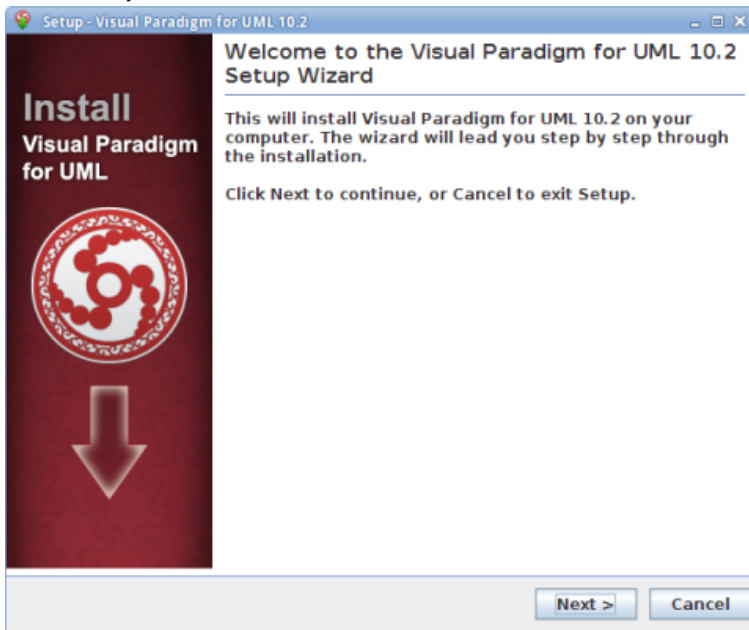 Setup - Visual Paradigm for UML 10.2
Install
Visual Paradigm
for UML
Welcome to the Visual Paradigm for UML 10.2
Setup Wizard
This will install Visual Paradigm for UML 10.2 on your
computer. The wizard will lead you step by step through
the installation.
Click Next to continue, or Cancel to exit Setup.
Next >
Cancel